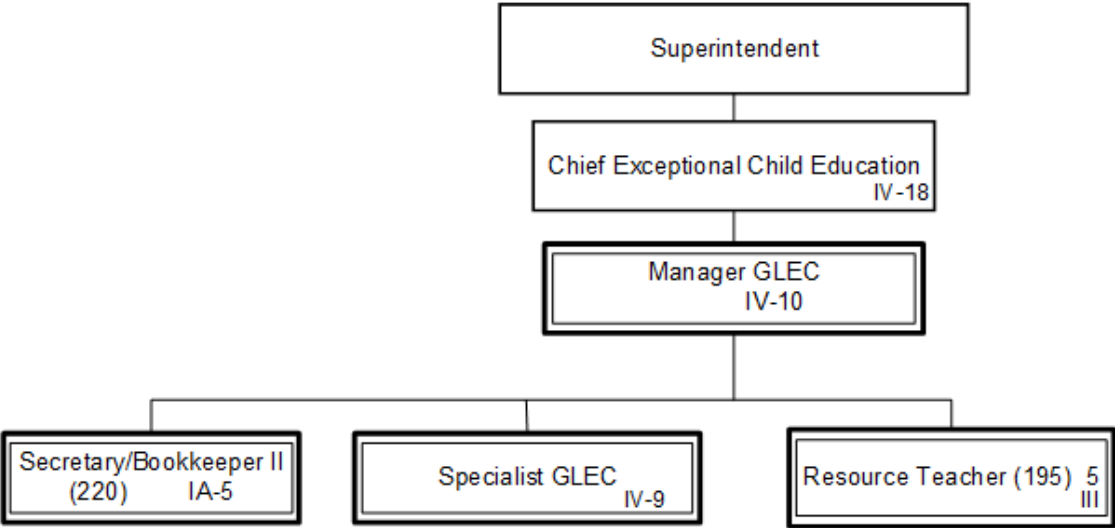 Superintendent
Chief Exceptional Child Education
IV-18
Manager GLEC
IV-10
Secretary/Bookkeeper II
(220) IA-5
Specialist GLEC
IV-9
Resource Teacher (195) 5
III